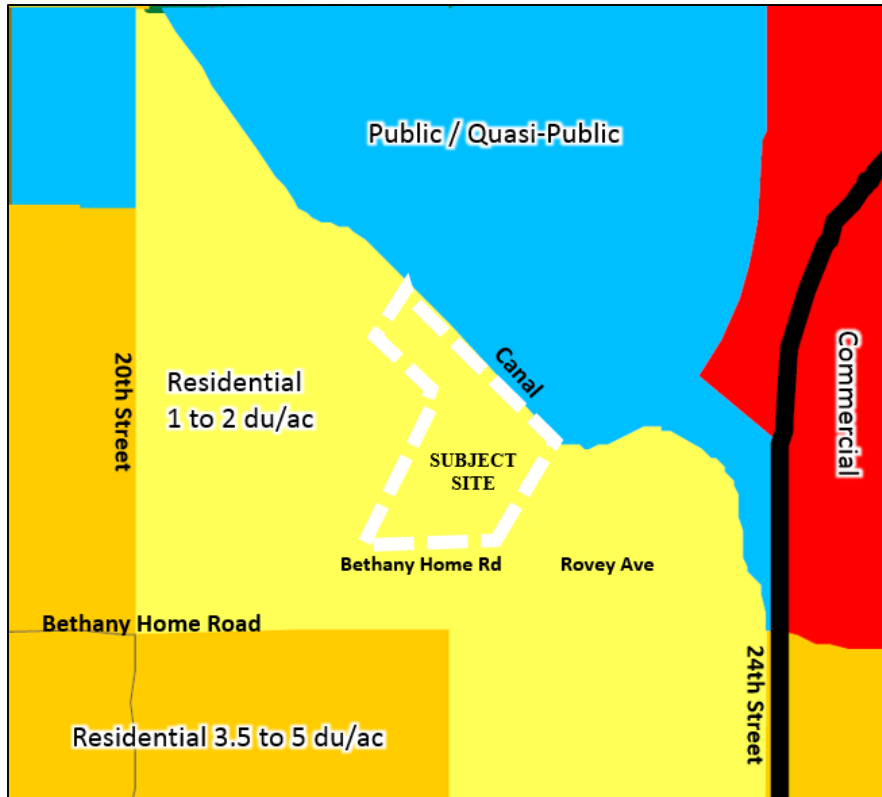 Public / Quasi-Public
Canal
Commercial
20th Street
Residential
1 to 2 du/ac
SUBJECT
SITE
Bethany Home Rd
Rovey Ave
Bethany Home Road
24th Street
Residential 3.5 to 5 du/ac